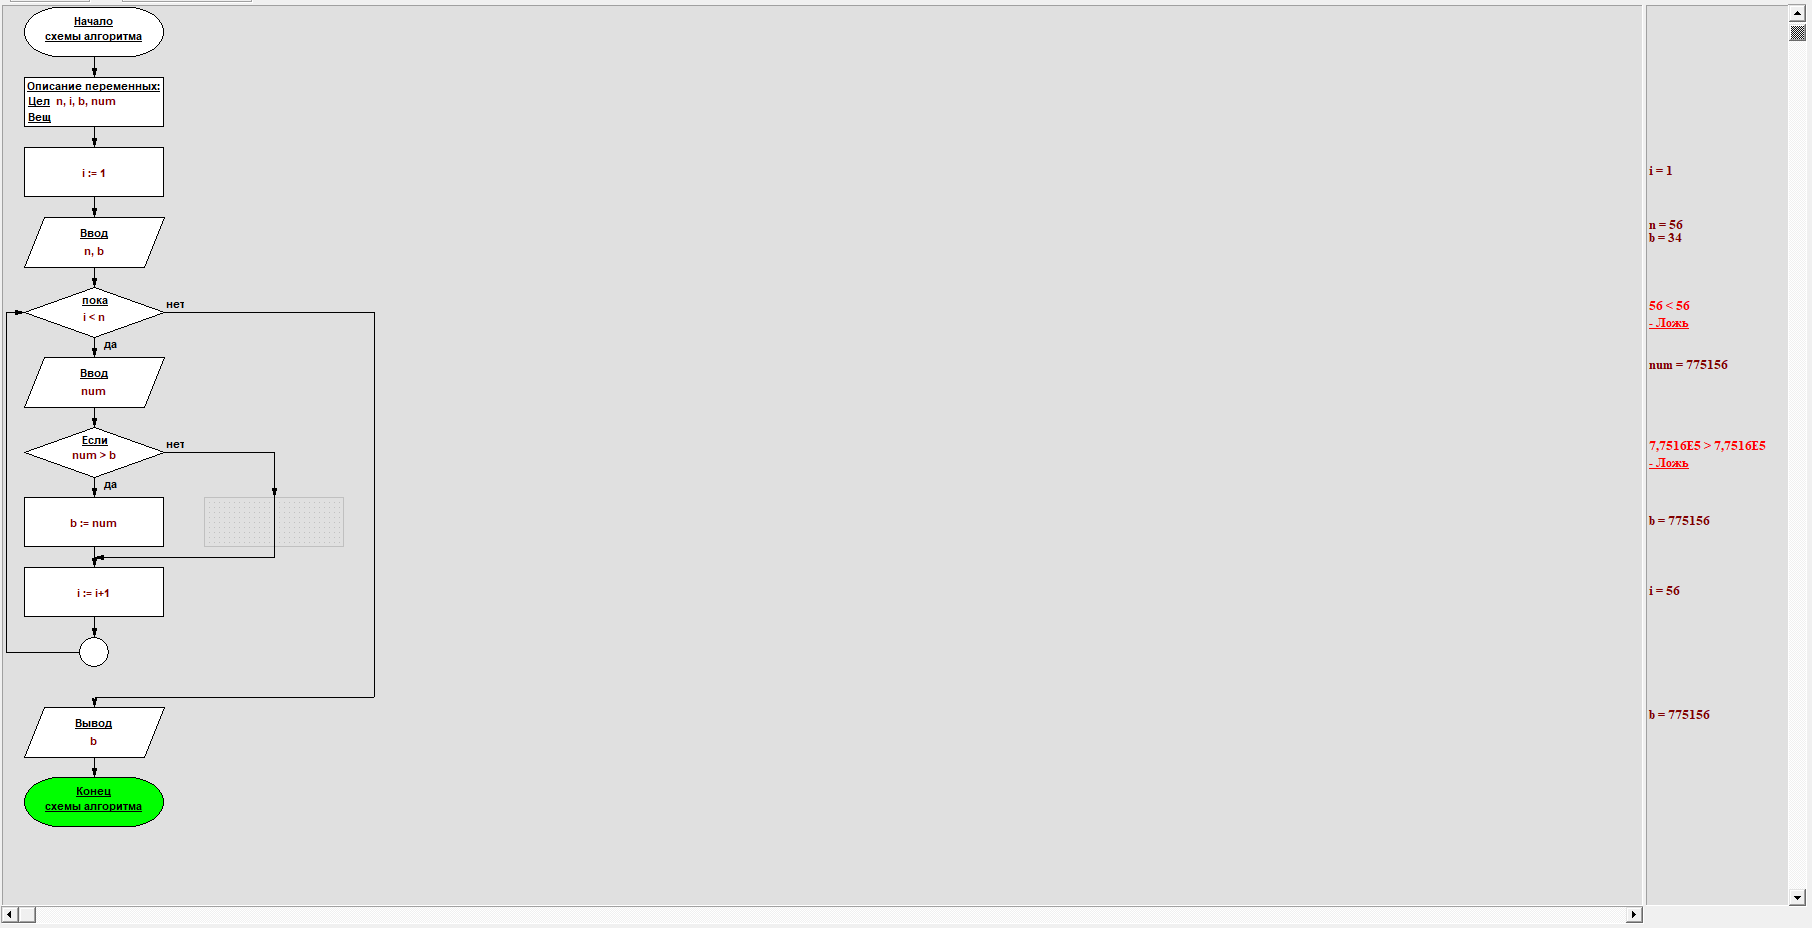 Начало
схемы алгоритма
Описание переменных:
Цел n, i, b, num
Вещ
i := 1
i = 1
Ввод
n, b
n = 56
b = 34
пока
i < n
нет
да
56 < 56
- Ложь
Ввод
num
num = 775156
Если
num > b
нет
да
7,7516E5 > 7,7516E5
- Ложь
b := num
b = 775156
i := i+1
i = 56
Вывод
b
b = 775156
Конец
схемы алгоритма